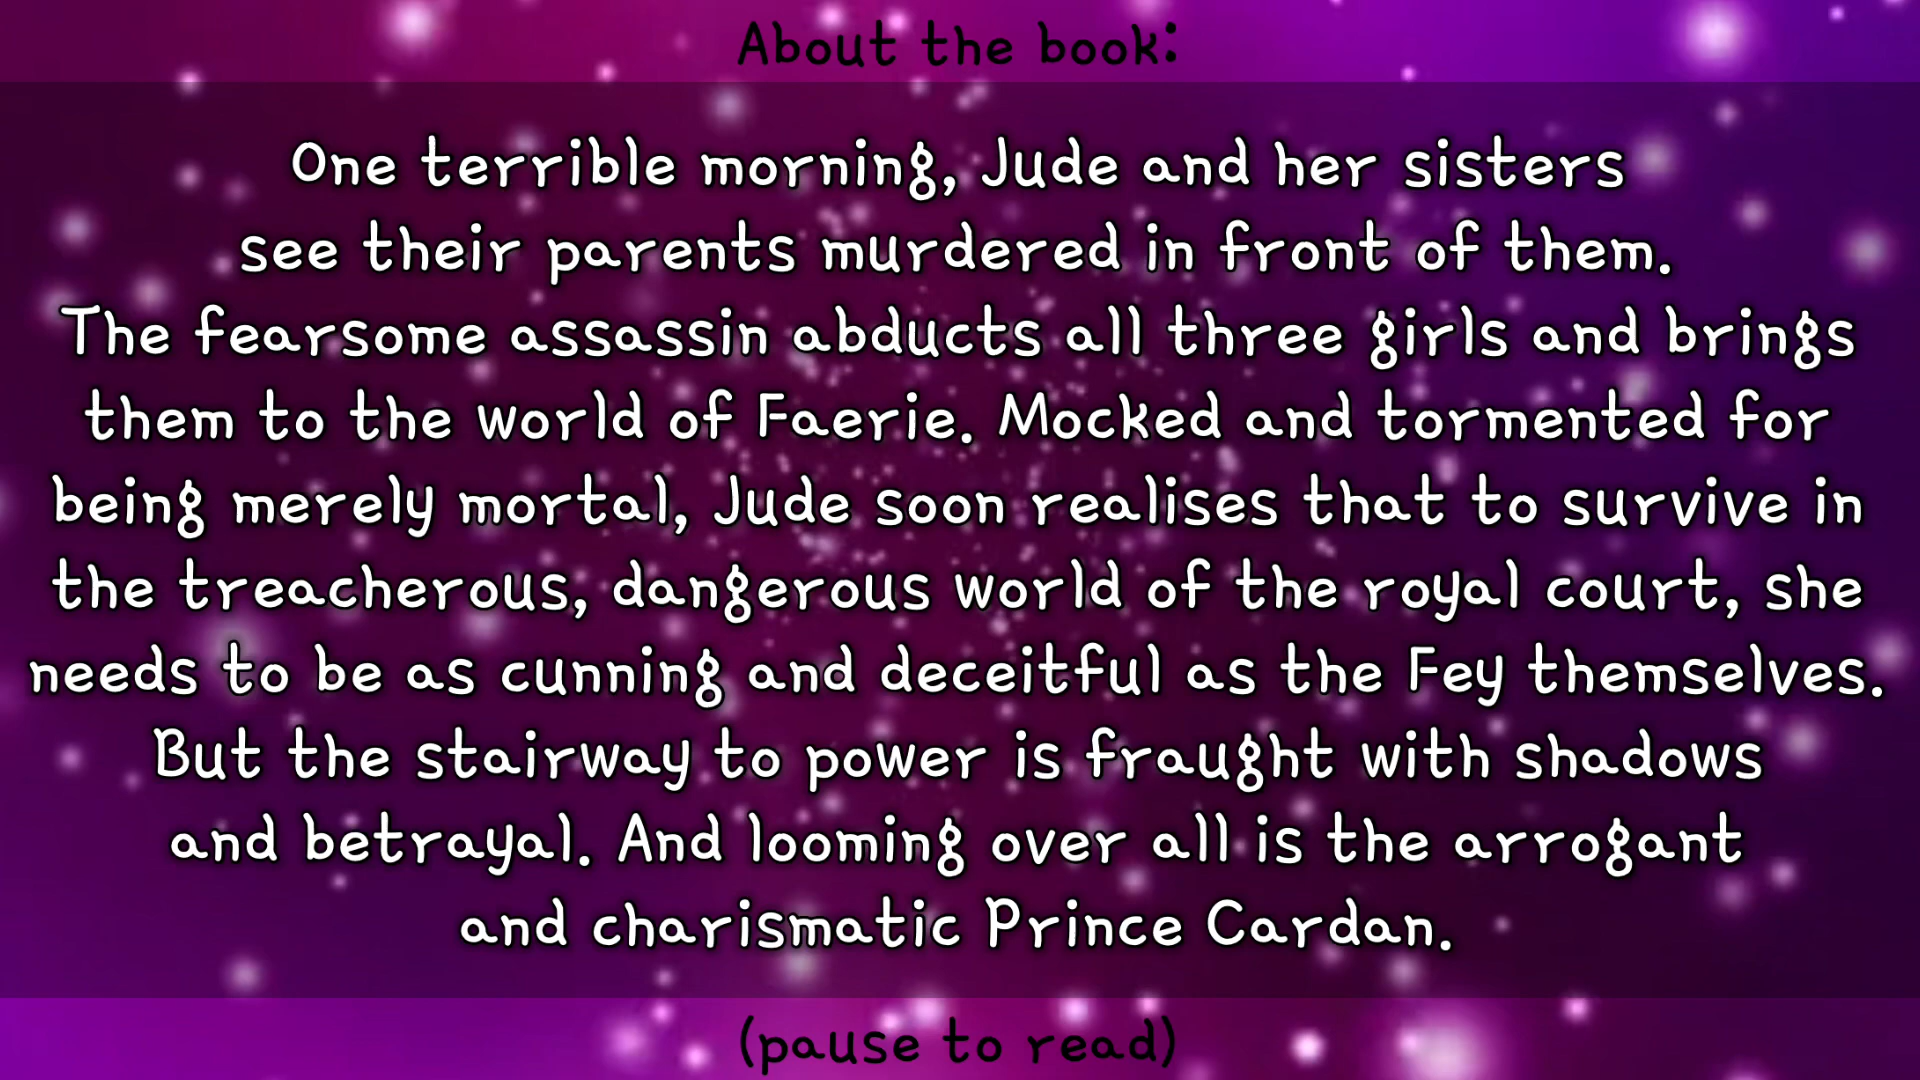 About the book:
One terrible morning, Jude and her sisters
see their parents murdered in front of them.
The fearsome assassin abducts all three girls and brings
them to the world of Faerie. Mocked and tormented for
being merely mortal, Jude soon realises that to survive in
the treacherous, dangerous world of the royal court, she
needs to be as cunning and deceitful as the Fey themselves.
But the stairway to power is fraught with shadows
and betrayal. And looming over all is the arrogant
and charismatic Prince Cardan.
(pause to read)